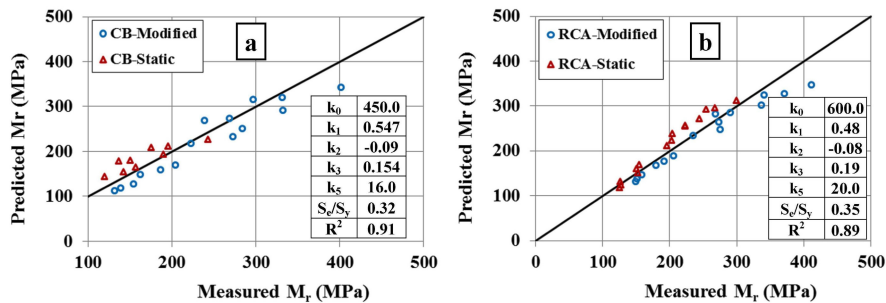 500
400
300
200
100
0
Predicted Mr (MPa)
CB-Modified
CB-Static
a
k0 450.0
k1 0.547
k2 -0.09
k3 0.154
k5 16.0
Se/Sy 0.32
R2 0.91
100 200 300 400 500
Measured Mr (MPa)
500
400
300
200
100
0
Predicted Mr (MPa)
RCA-Modified
RCA-Static
b
k0 600.0
k1 0.48
k2 -0.08
k3 0.19
k5 20.0
Se/Sy 0.35
R2 0.89
0 100 200 300 400 500
Measured Mr (MPa)